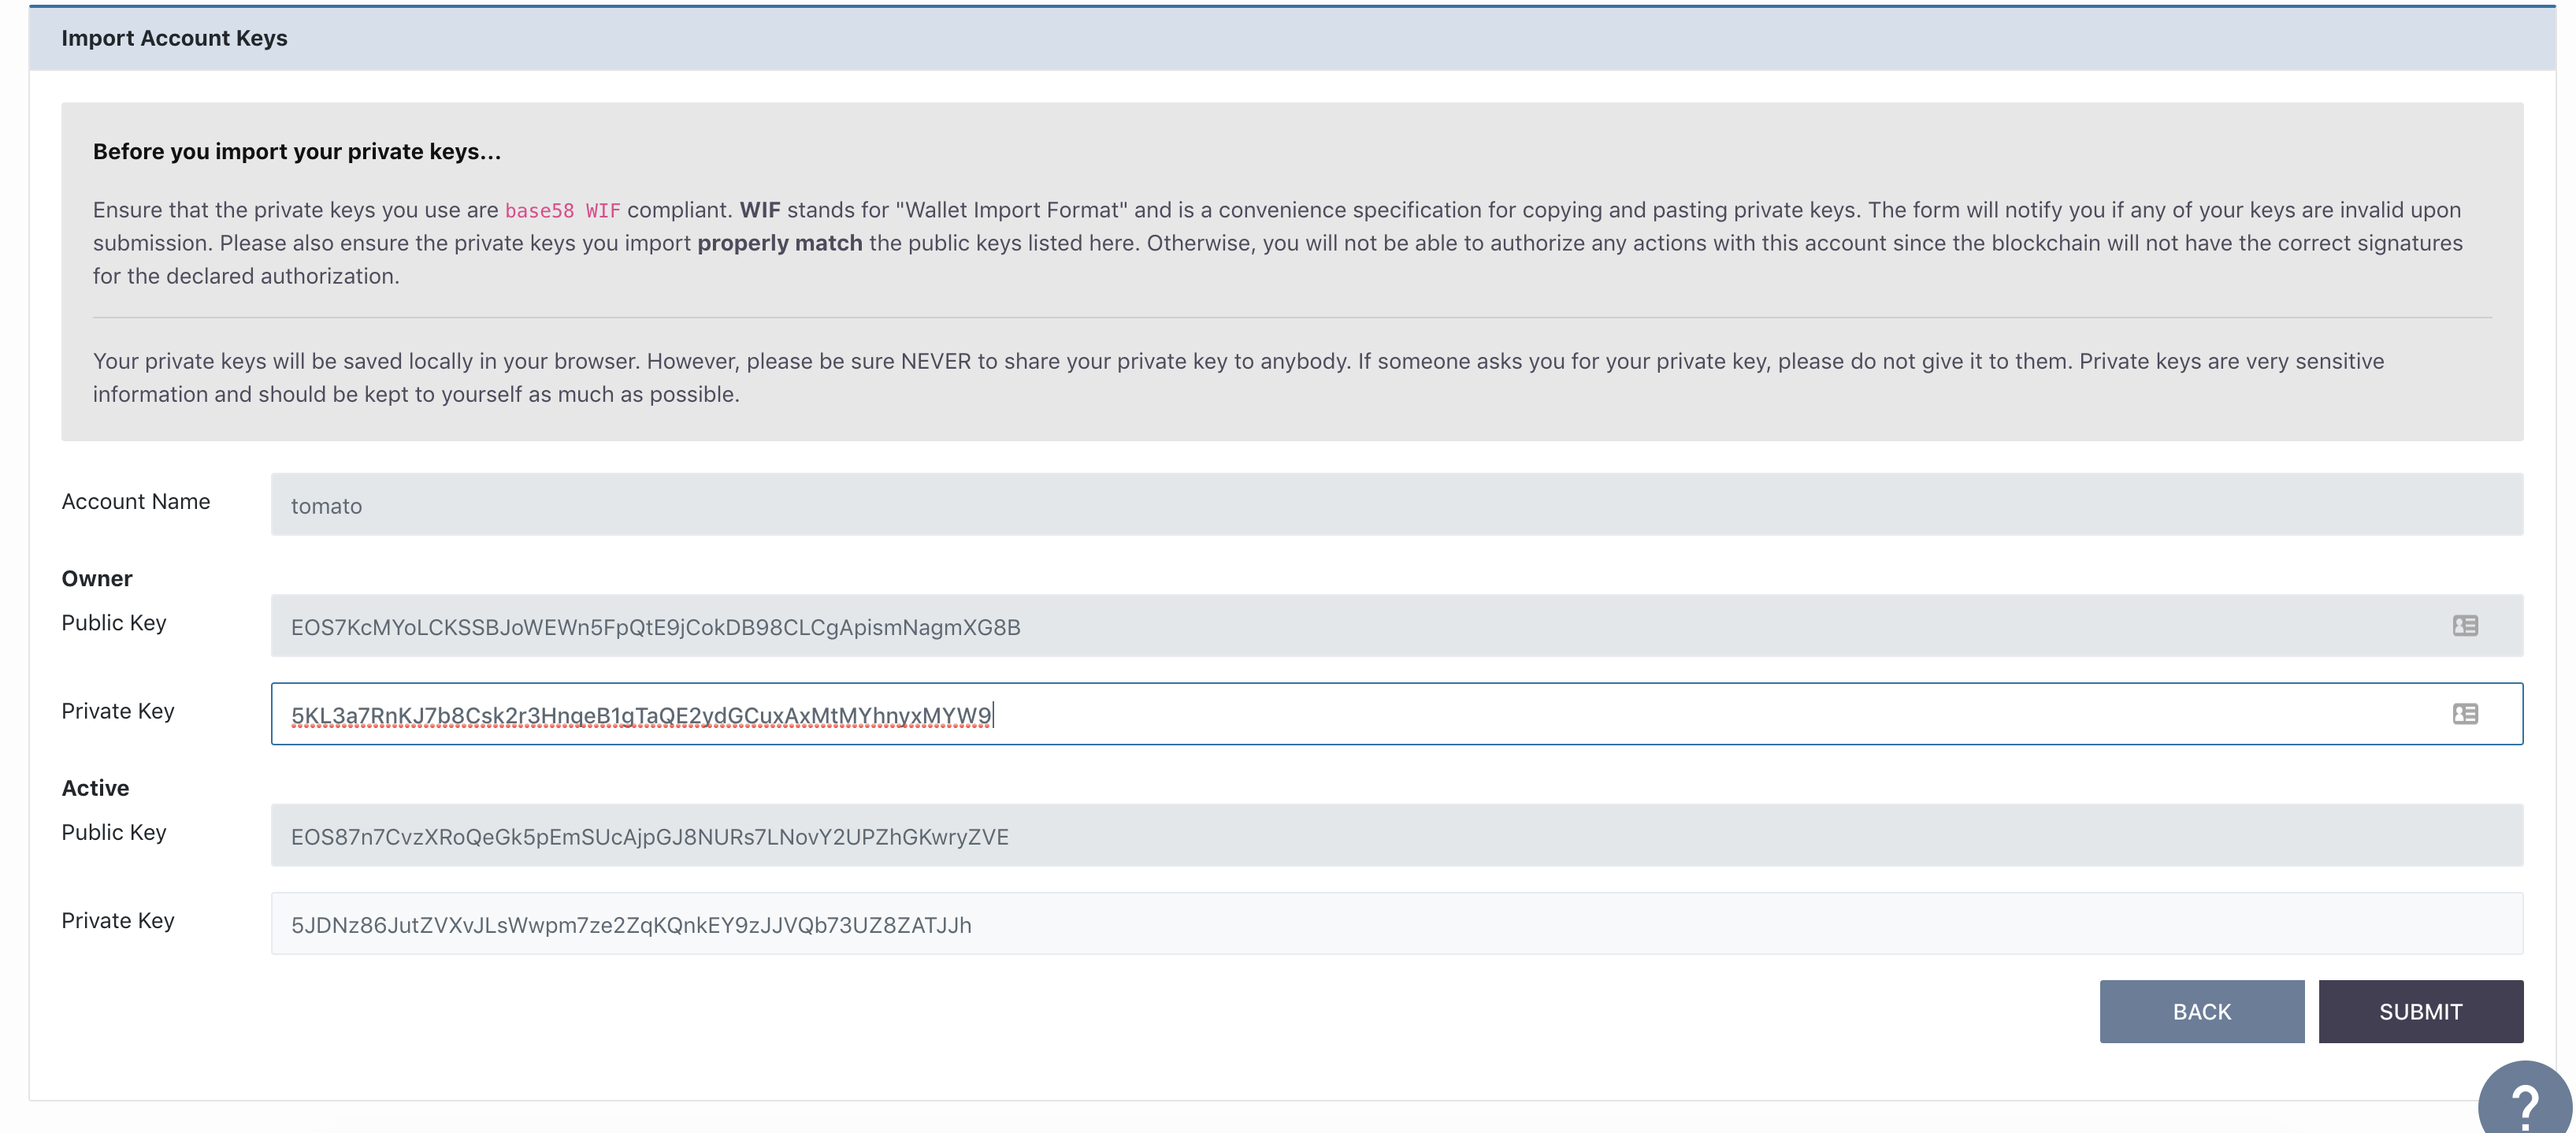 Import Account Keys
Before you import your private keys...
Ensure that the private keys you use are base58 WIF compliant. WIF stands for "Wallet Import Format" and is a convenience specification for copying and pasting private keys. The form will notify you if any of your keys are invalid upon
submission. Please also ensure the private keys you import properly match the public keys listed here. Otherwise, you will not be able to authorize any actions with this account since the blockchain will not have the correct signatures
for the declared authorization.
Your private keys will be saved locally in your browser. However, please be sure NEVER to share your private key to anybody. If someone asks you for your private key, please do not give it to them. Private keys are very sensitive
information and should be kept to yourself as much as possible.
Account Name
tomato
Owner
Public Key
EOS7KcMYoLCKSSBJoWEWn5FpQtE9jCokDB98CLCgApismNagmXG8B
Private Key
5KL3a7RnKJ7b8Csk2r3HnqeB1gTaQE2ydGCuxAxMtMYhnyxMYW9
Active
Public Key
EOS87n7CvzXRoQeGk5pEmSUcAjpGJ8NURs7LNovY2UPZhGKwryZVE
Private Key
5JDNz86JutZVXvJLsWwpm7ze2ZqKQnkEY9zJJVQb73UZ8ZATJJh
BACK
SUBMIT
?